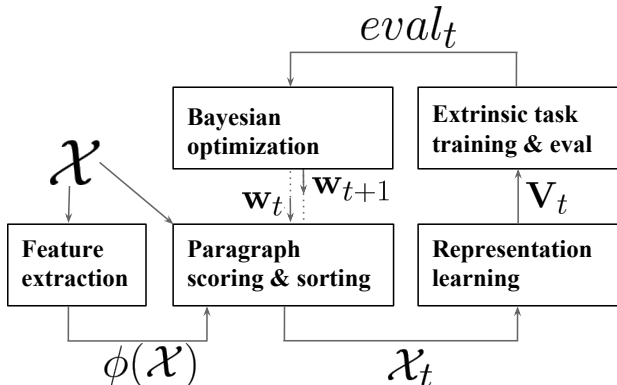 eval_t
Bayesian
optimization
Extrinsic task
training & eval
𝒳
w_t
w_{t+1}
V_t
Feature
extraction
Paragraph
scoring & sorting
Representation
learning
ϕ(𝒳)
𝒳_t